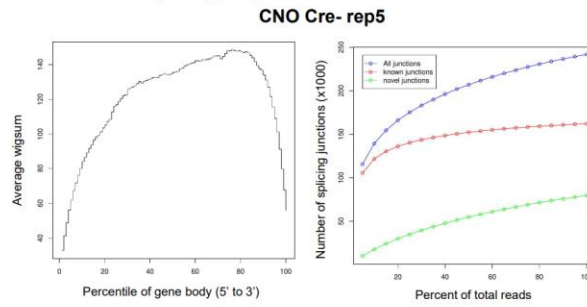 CNO Cre- rep5
Average wigsum
140
120
100
80
60
40
0
20
40
60
80
100
Percentile of gene body (5' to 3')
Number of splicing junctions (x1000)
250
200
150
100
50
All junctions
known junctions
novel junctions
20
40
60
80
100
Percent of total reads